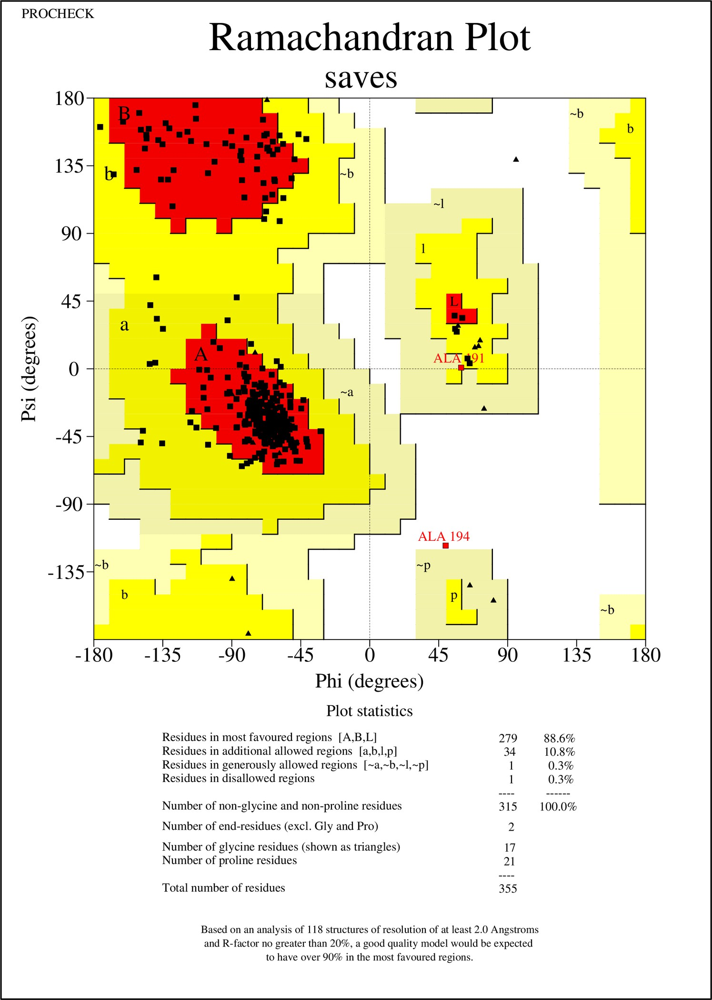 PROCHECK
Ramachandran Plot
saves
180
135
90
45
0
-45
-90
-135
Psi (degrees)
B
b
~b
~b
b
~l
l
a
L
A
ALA 191
~a
ALA 194
~b
~p
b
p
~b
-180 -135 -90 -45 0 45 90 135 180
Phi (degrees)
Plot statistics
Residues in most favoured regions [A,B,L] 279 88.6%
Residues in additional allowed regions [a,b,l,p] 34 10.8%
Residues in generously allowed regions [~a,~b,~l,~p] 1 0.3%
Residues in disallowed regions 1 0.3%
---- ------
Number of non-glycine and non-proline residues 315 100.0%
Number of end-residues (excl. Gly and Pro) 2
Number of glycine residues (shown as triangles) 17
Number of proline residues 21
----
Total number of residues 355
Based on an analysis of 118 structures of resolution of at least 2.0 Angstroms
and R-factor no greater than 20%, a good quality model would be expected
to have over 90% in the most favoured regions.